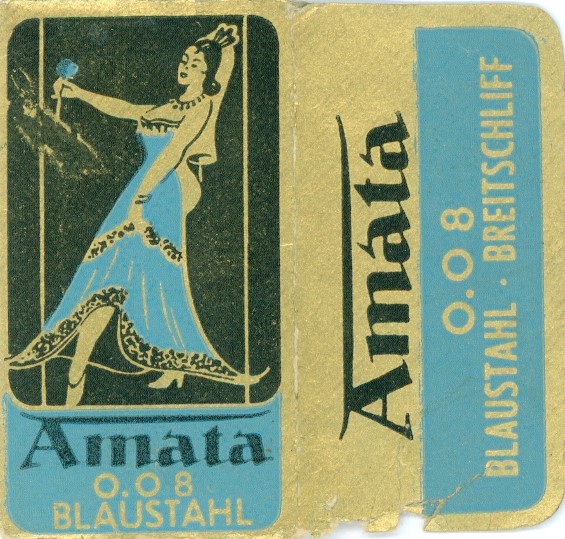 Amata
0.08
BLAUSTAHL
Amata
0.08
BLAUSTAHL · BREITSCHLIFF